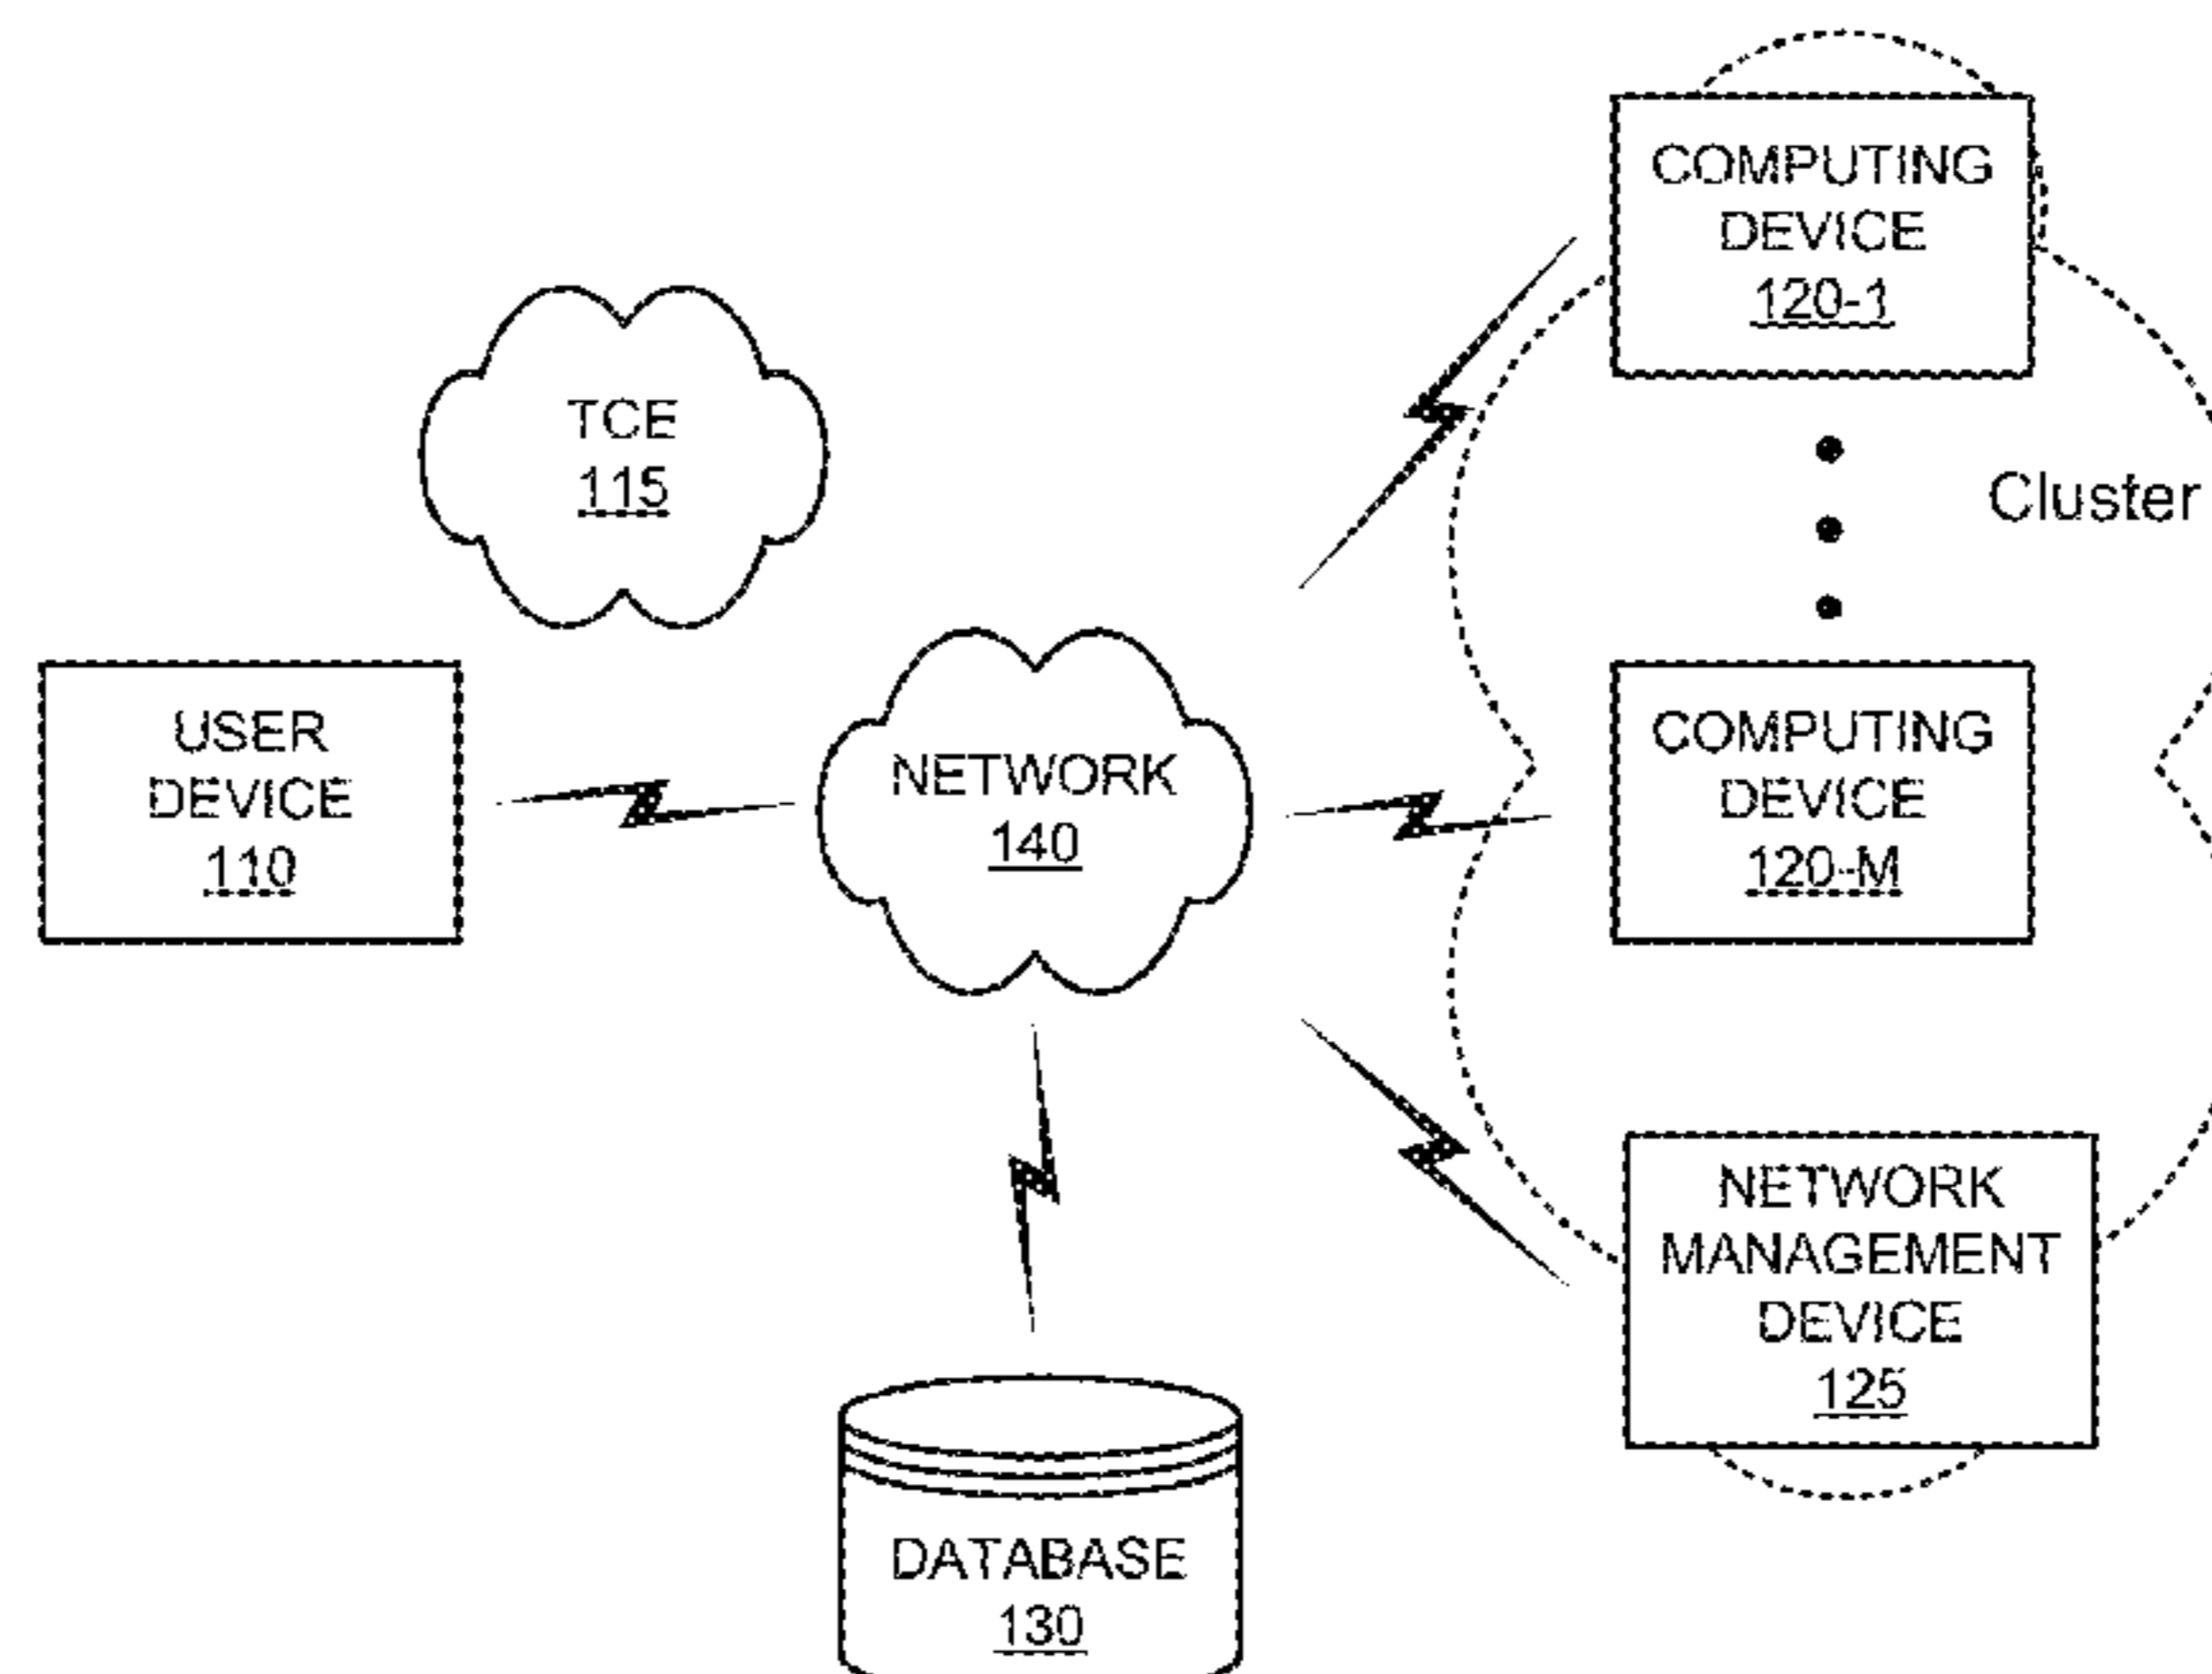 COMPUTING
DEVICE
120-1
TCE
115
Cluster
USER
DEVICE
110
NETWORK
140
COMPUTING
DEVICE
120-M
NETWORK
MANAGEMENT
DEVICE
125
DATABASE
130